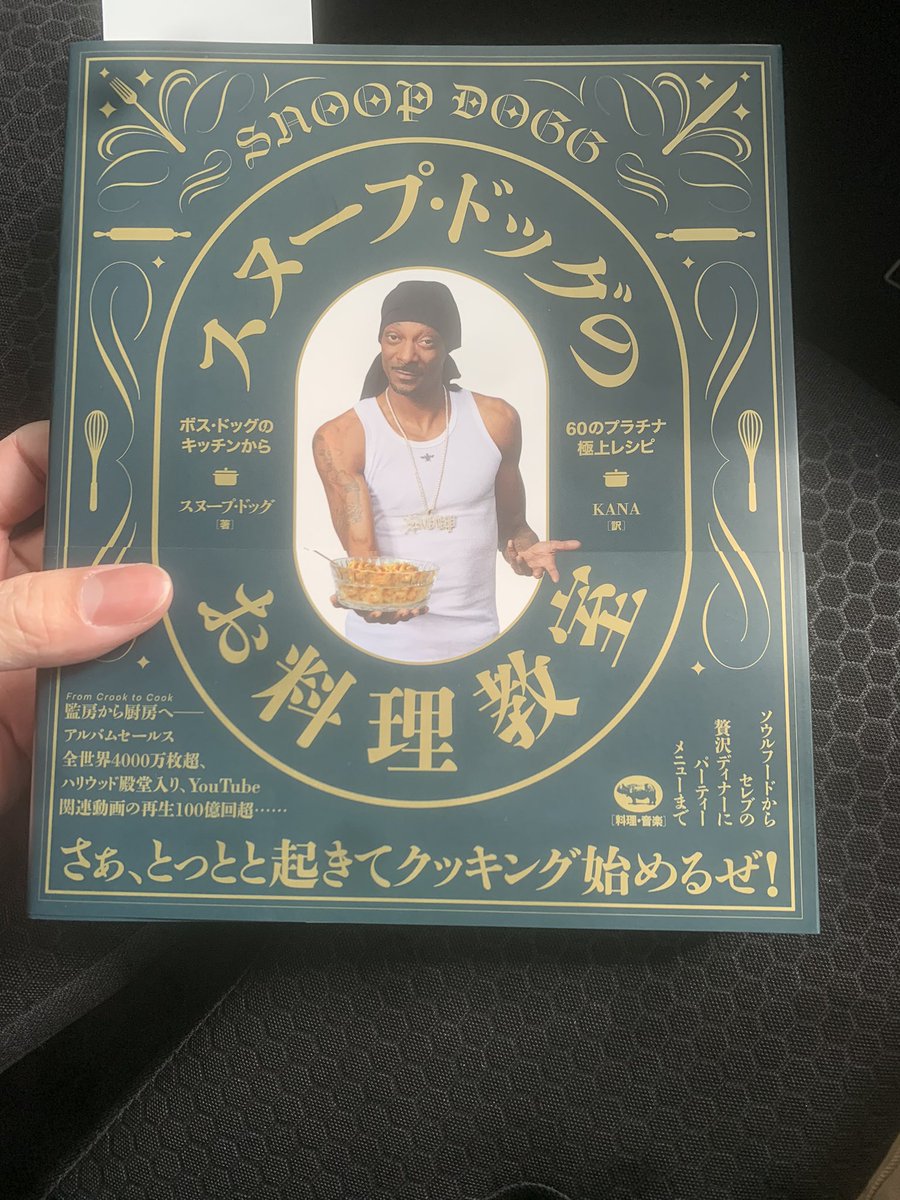 SNOOP DOGG
スヌープ・ドッグの
お料理教室
ボス・ドッグの
キッチンから
スヌープ・ドッグ
[著]
60のプラチナ
極上レシピ
KANA
[訳]
From Crook to Cook
監房から厨房へ――
アルバムセールス
全世界4000万枚超、
ハリウッド殿堂入り、YouTube
関連動画の再生100億回超……
ソウルフードから
セレブの
贅沢ディナーに
パーティー
メニューまで
[料理・音楽]
さぁ、とっとと起きてクッキング始めるぜ!